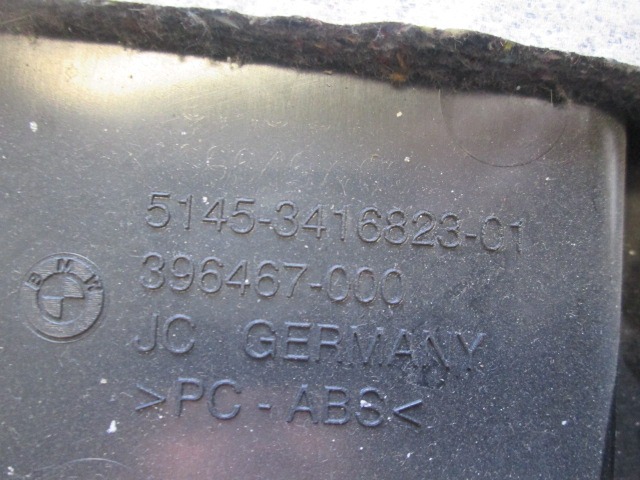 5145-3416823-01
396467-000
BMW
JC GERMANY
>PC-ABS<